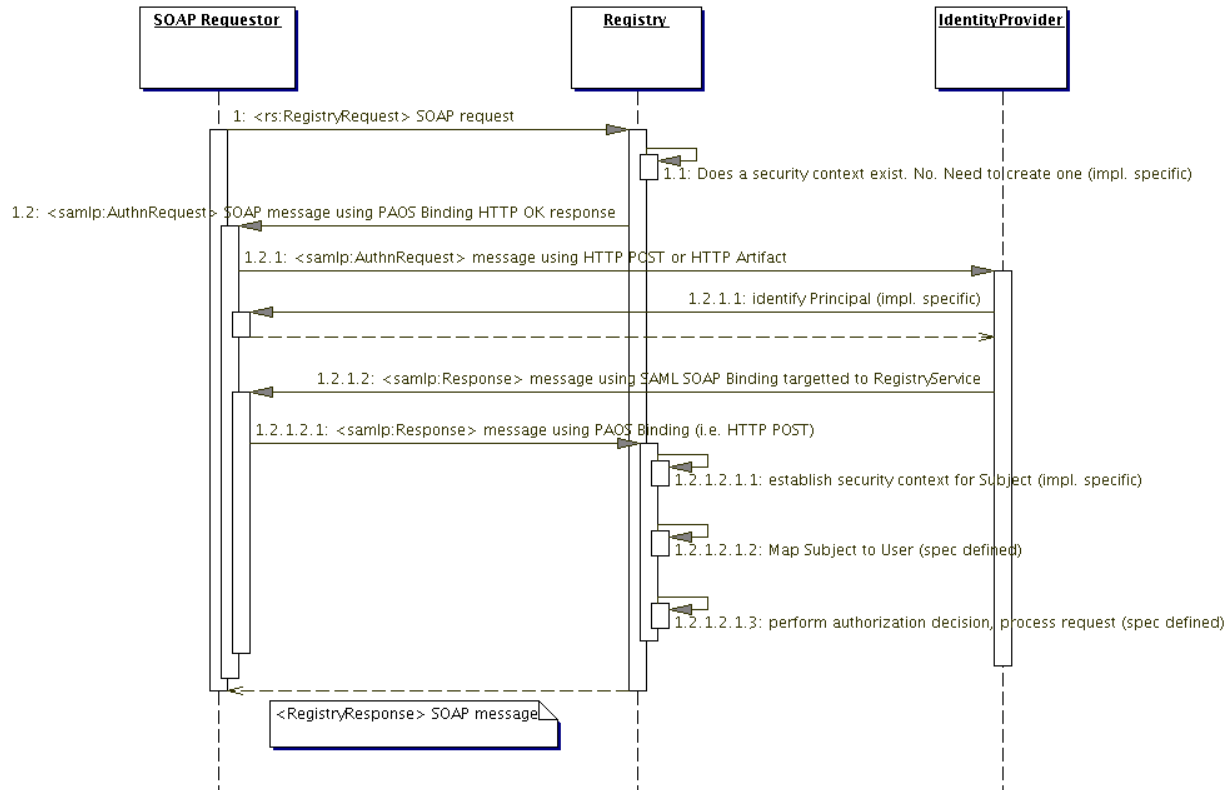 SOAP Requestor
Registry
IdentityProvider
1: <rs:RegistryRequest> SOAP request
1.1: Does a security context exist. No. Need to create one (impl. specific)
1.2: <samlp:AuthnRequest> SOAP message using PAOS Binding HTTP OK response
1.2.1: <samlp:AuthnRequest> message using HTTP POST or HTTP Artifact
1.2.1.1: identify Principal (impl. specific)
1.2.1.2: <samlp:Response> message using SAML SOAP Binding targetted to RegistryService
1.2.1.2.1: <samlp:Response> message using PAOS Binding (i.e. HTTP POST)
1.2.1.2.1.1: establish security context for Subject (impl. specific)
1.2.1.2.1.2: Map Subject to User (spec defined)
1.2.1.2.1.3: perform authorization decision, process request (spec defined)
<RegistryResponse> SOAP message